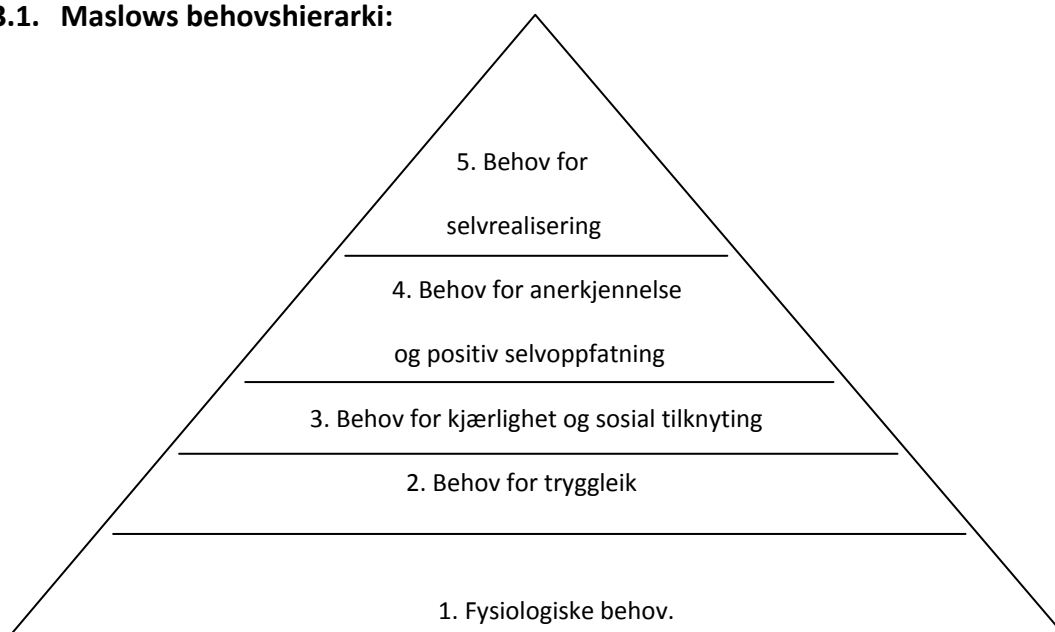 3.1. Maslows behovshierarki:
5. Behov for
selvrealisering
4. Behov for anerkjennelse
og positiv selvoppfatning
3. Behov for kjærlighet og sosial tilknyting
2. Behov for tryggleik
1. Fysiologiske behov.